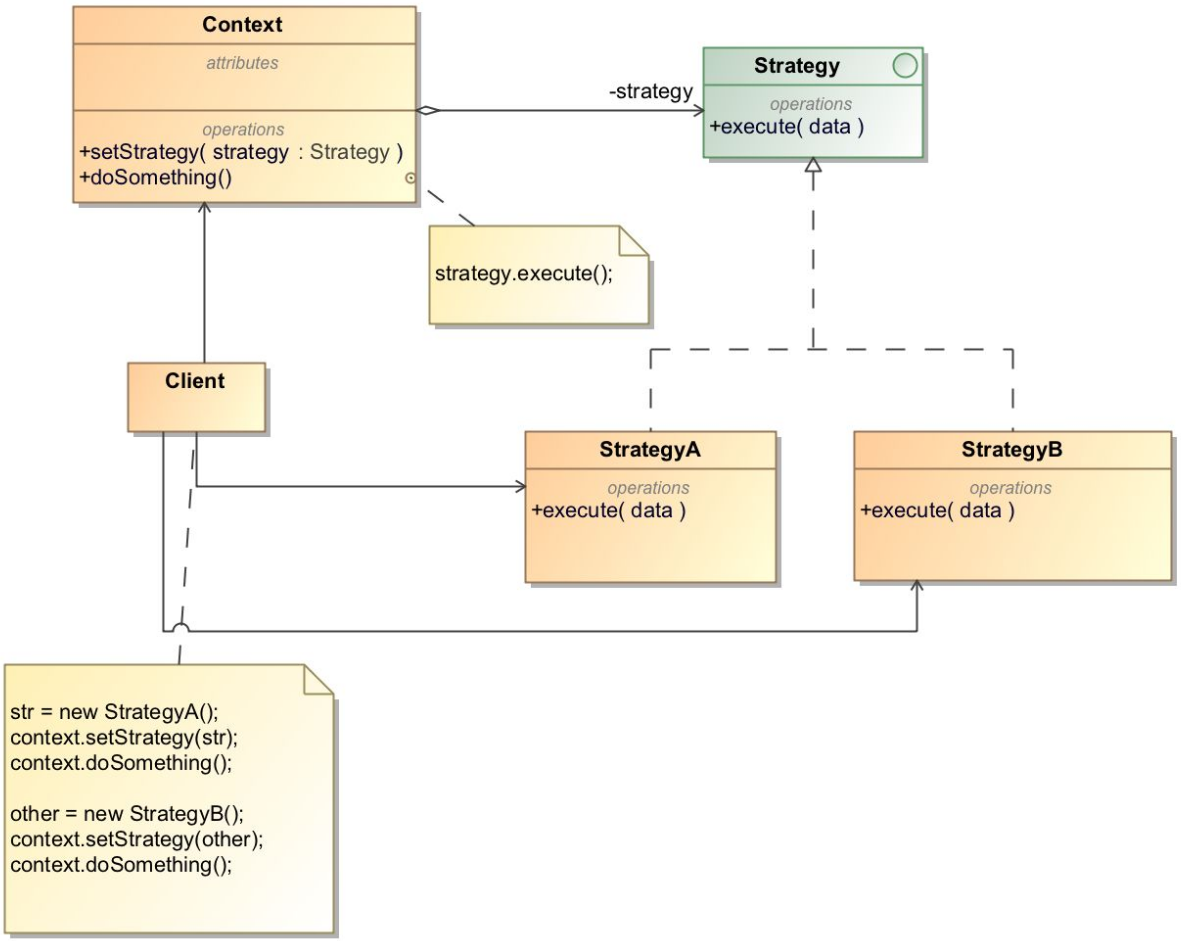 Context
attributes
operations
+setStrategy( strategy : Strategy )
+doSomething()
-strategy
Strategy
operations
+execute( data )
strategy.execute();
Client
StrategyA
operations
+execute( data )
StrategyB
operations
+execute( data )
str = new StrategyA();
context.setStrategy(str);
context.doSomething();
other = new StrategyB();
context.setStrategy(other);
context.doSomething();